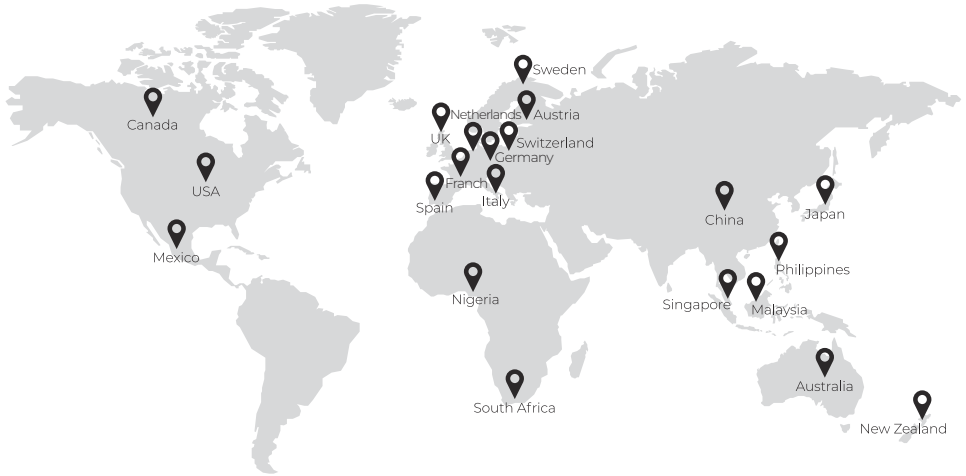 Sweden
Canada
Netherlands
Austria
UK
Switzerland
Germany
USA
Franch
Italy
Spain
China
Japan
Mexico
Philippines
Nigeria
Singapore
Malaysia
Australia
South Africa
New Zealand